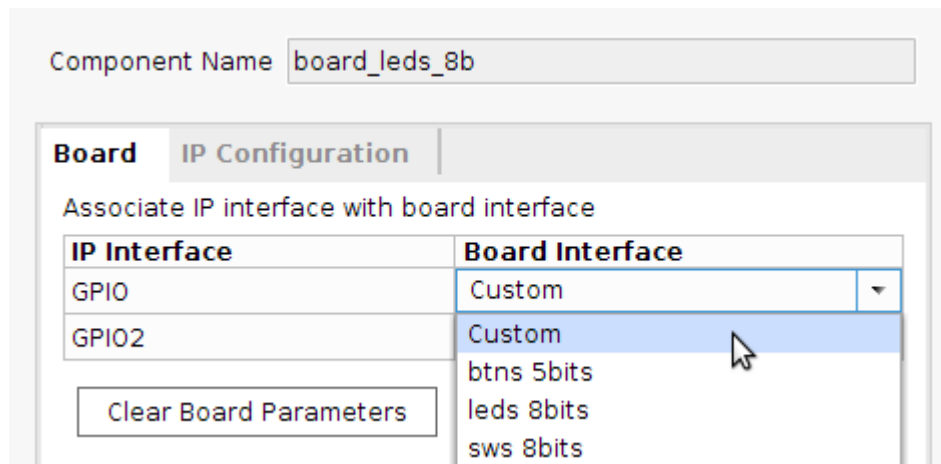 Component Name board_leds_8b
Board IP Configuration
Associate IP interface with board interface
IP Interface Board Interface
GPIO Custom
GPIO2 Custom
btns 5bits
Clear Board Parameters leds 8bits
sws 8bits